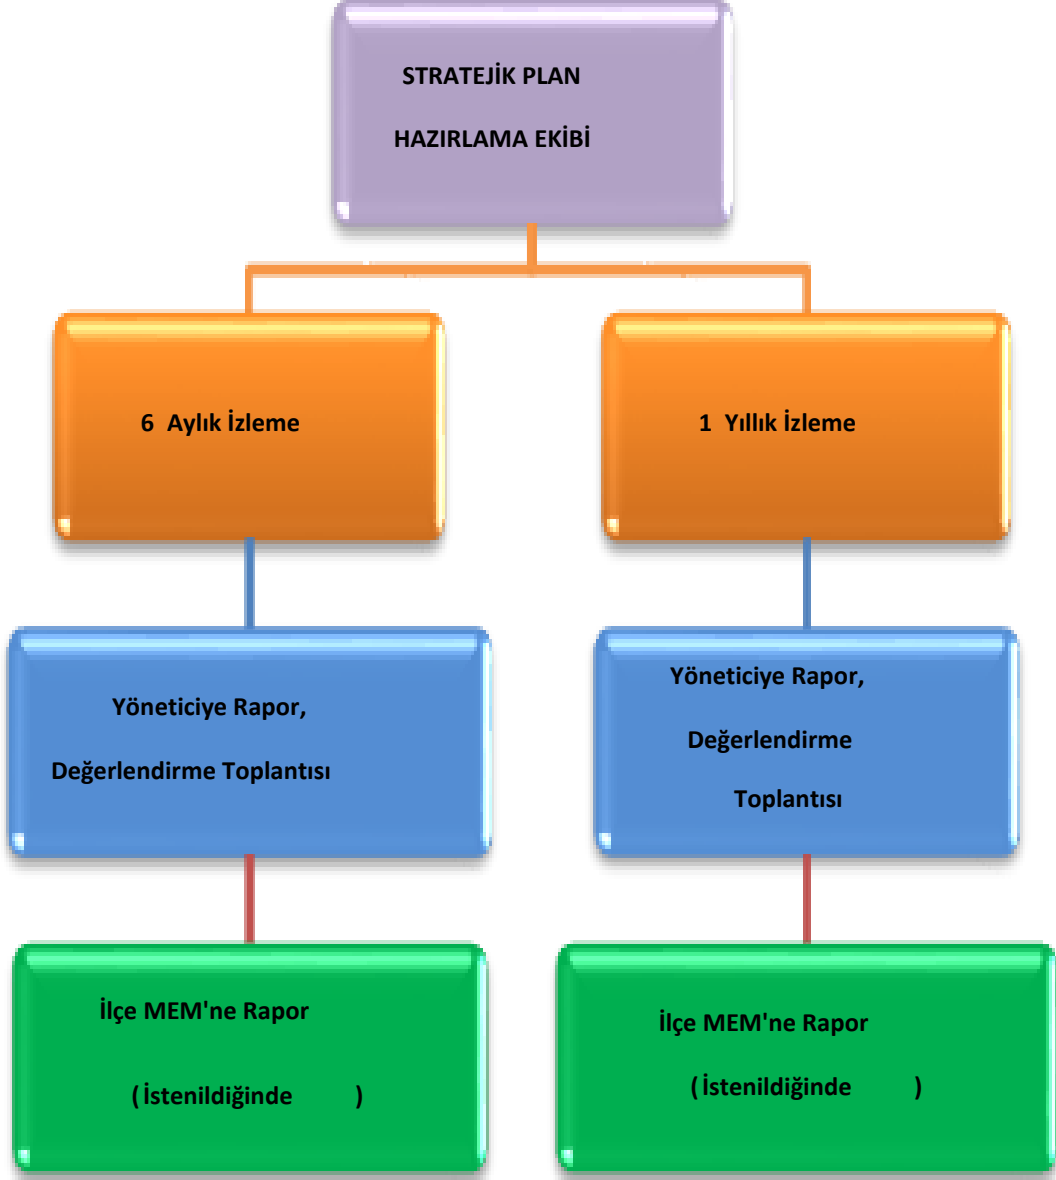 STRATEJİK PLAN
HAZIRLAMA EKİBİ
6 Aylık İzleme
1 Yıllık İzleme
Yöneticiye Rapor,
Değerlendirme Toplantısı
Yöneticiye Rapor,
Değerlendirme
Toplantısı
İlçe MEM'ne Rapor
(İstenildiğinde )
İlçe MEM'ne Rapor
(İstenildiğinde )